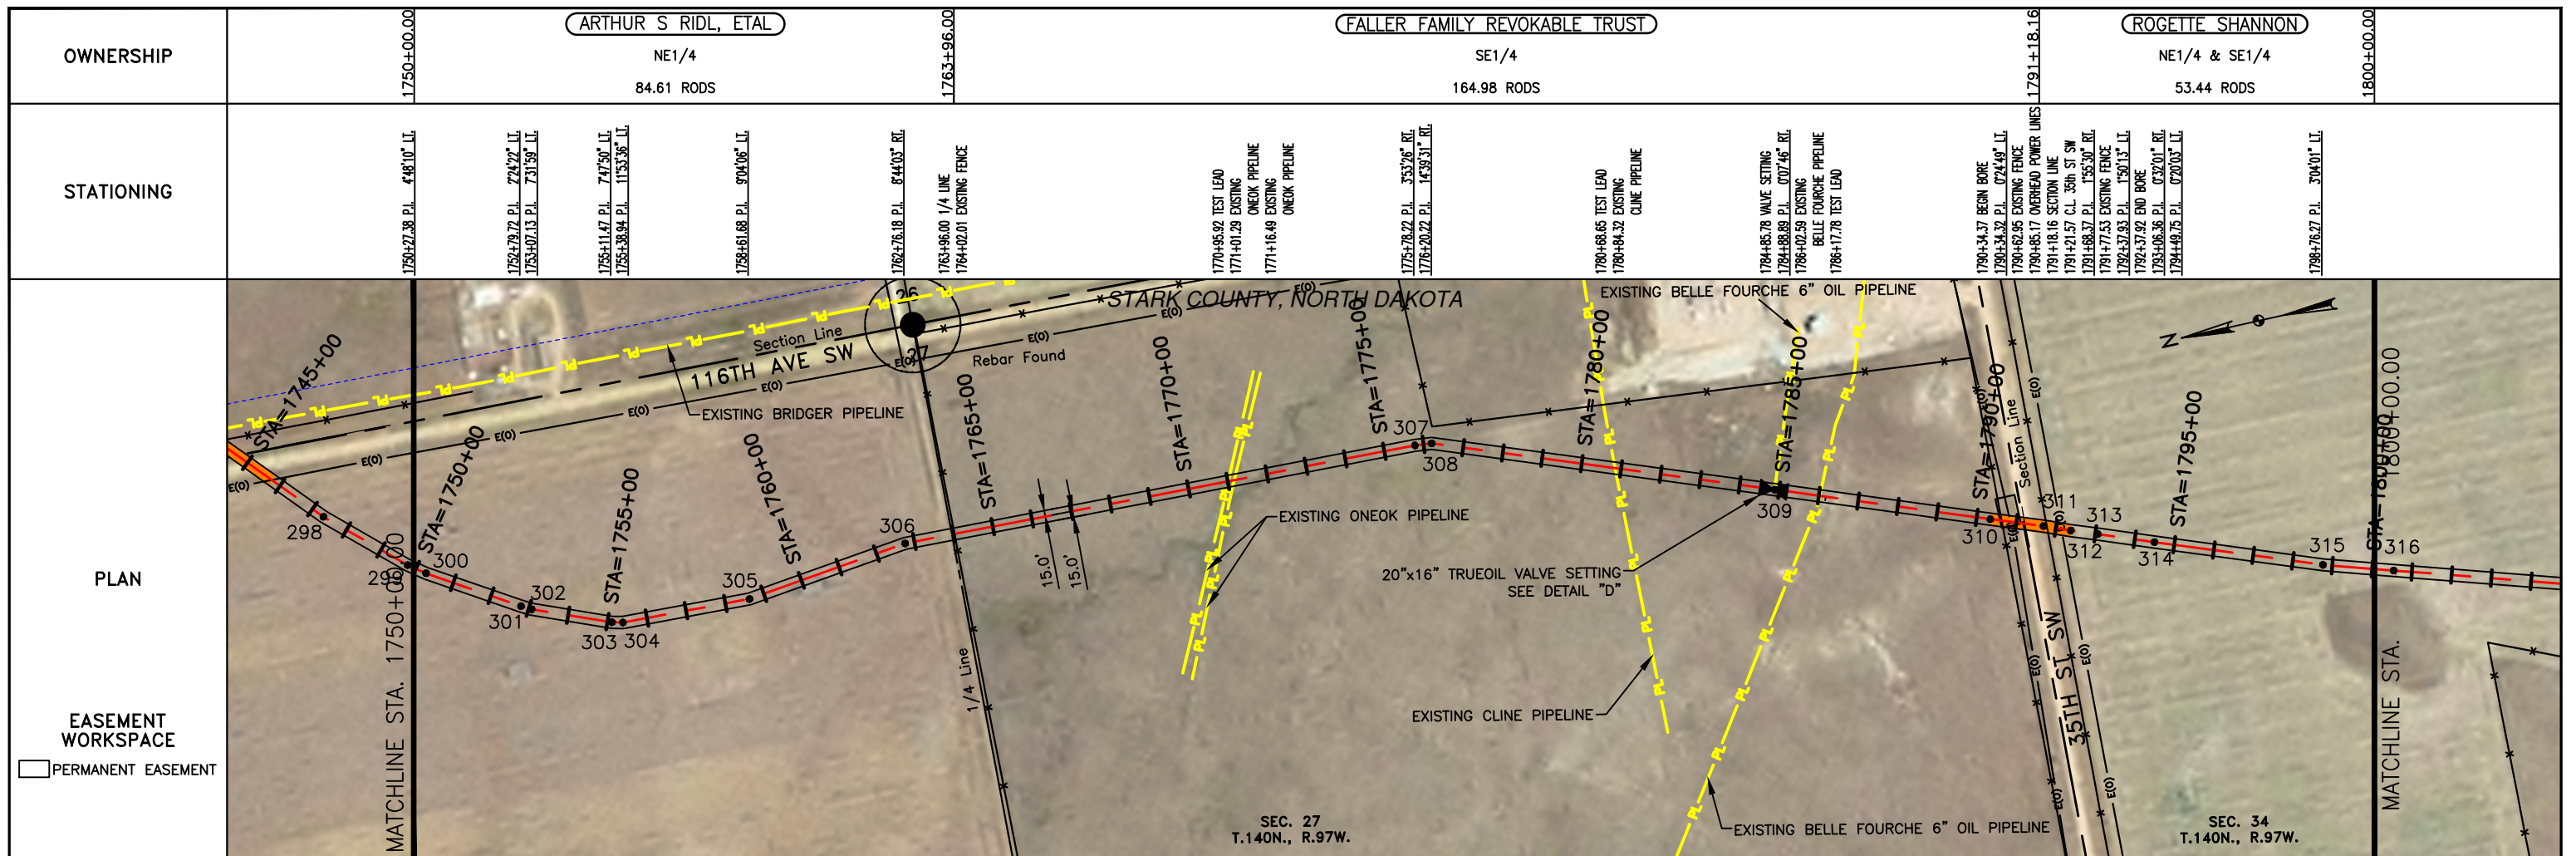 OWNERSHIP
1750+00.00
ARTHUR S RIDL, ETAL
NE1/4
84.61 RODS
1763+96.00
FALLER FAMILY REVOKABLE TRUST
SE1/4
164.98 RODS
1791+18.16
ROGETTE SHANNON
NE1/4 & SE1/4
53.44 RODS
1800+00.00
STATIONING
1750+27.38 P.I. 4°48'10" LT.
1752+79.72 P.I. 2°24'22" LT.
1753+07.13 P.I. 7°31'59" LT.
1755+11.47 P.I. 7°47'50" LT.
1755+38.94 P.I. 11°53'36" LT.
1758+61.68 P.I. 9°04'06" LT.
1762+76.18 P.I. 8°44'03" RT.
1763+96.00 1/4 LINE
1764+02.01 EXISTING FENCE
1770+95.92 TEST LEAD
1771+01.29 EXISTING
ONEOK PIPELINE
1771+16.49 EXISTING
ONEOK PIPELINE
1775+78.22 P.I. 3°53'26" RT.
1776+20.22 P.I. 14°39'31" RT.
1780+68.65 TEST LEAD
1780+84.32 EXISTING
CLINE PIPELINE
1784+85.78 VALVE SETTING
1784+88.89 P.I. 0°07'46" RT.
1786+02.59 EXISTING
BELLE FOURCHE PIPELINE
1786+17.78 TEST LEAD
1790+34.37 BEGIN BORE
1790+34.32 P.I. 0°24'49" LT.
1790+62.95 EXISTING FENCE
1790+85.17 OVERHEAD POWER LINES
1791+18.16 SECTION LINE
1791+21.57 C.L. 35th ST SW
1791+68.37 P.I. 1°55'30" RT.
1791+77.53 EXISTING FENCE
1792+37.93 P.I. 1°50'13" LT.
1792+37.92 END BORE
1793+06.36 P.I. 0°32'01" RT.
1794+49.75 P.I. 0°20'03" LT.
1798+76.27 P.I. 3°04'01" LT.
PLAN
EASEMENT
WORKSPACE
PERMANENT EASEMENT
STARK COUNTY, NORTH DAKOTA
EXISTING BELLE FOURCHE 6" OIL PIPELINE
26
27
Section Line
116TH AVE SW
Rebar Found
EXISTING BRIDGER PIPELINE
STA=1745+00
STA=1750+00
STA=1755+00
STA=1760+00
STA=1765+00
STA=1770+00
STA=1775+00
STA=1780+00
STA=1785+00
STA=1790+00
STA=1795+00
STA=1800+00
298
299
300
301
302
303
304
305
306
307
308
309
310
311
312
313
314
315
316
15.0'
15.0'
EXISTING ONEOK PIPELINE
20"x16" TRUEOIL VALVE SETTING
SEE DETAIL "D"
EXISTING CLINE PIPELINE
EXISTING BELLE FOURCHE 6" OIL PIPELINE
1/4 Line
Section Line
35TH ST SW
MATCHLINE STA. 1750+00.00
MATCHLINE STA. 1800+00.00
N
SEC. 27
T.140N., R.97W.
SEC. 34
T.140N., R.97W.
PL
PL
PL
PL
PL
PL
PL
PL
PL
E(O)
E(O)
E(O)
E(O)
E(O)
E(O)
E(O)
E(O)
E(O)